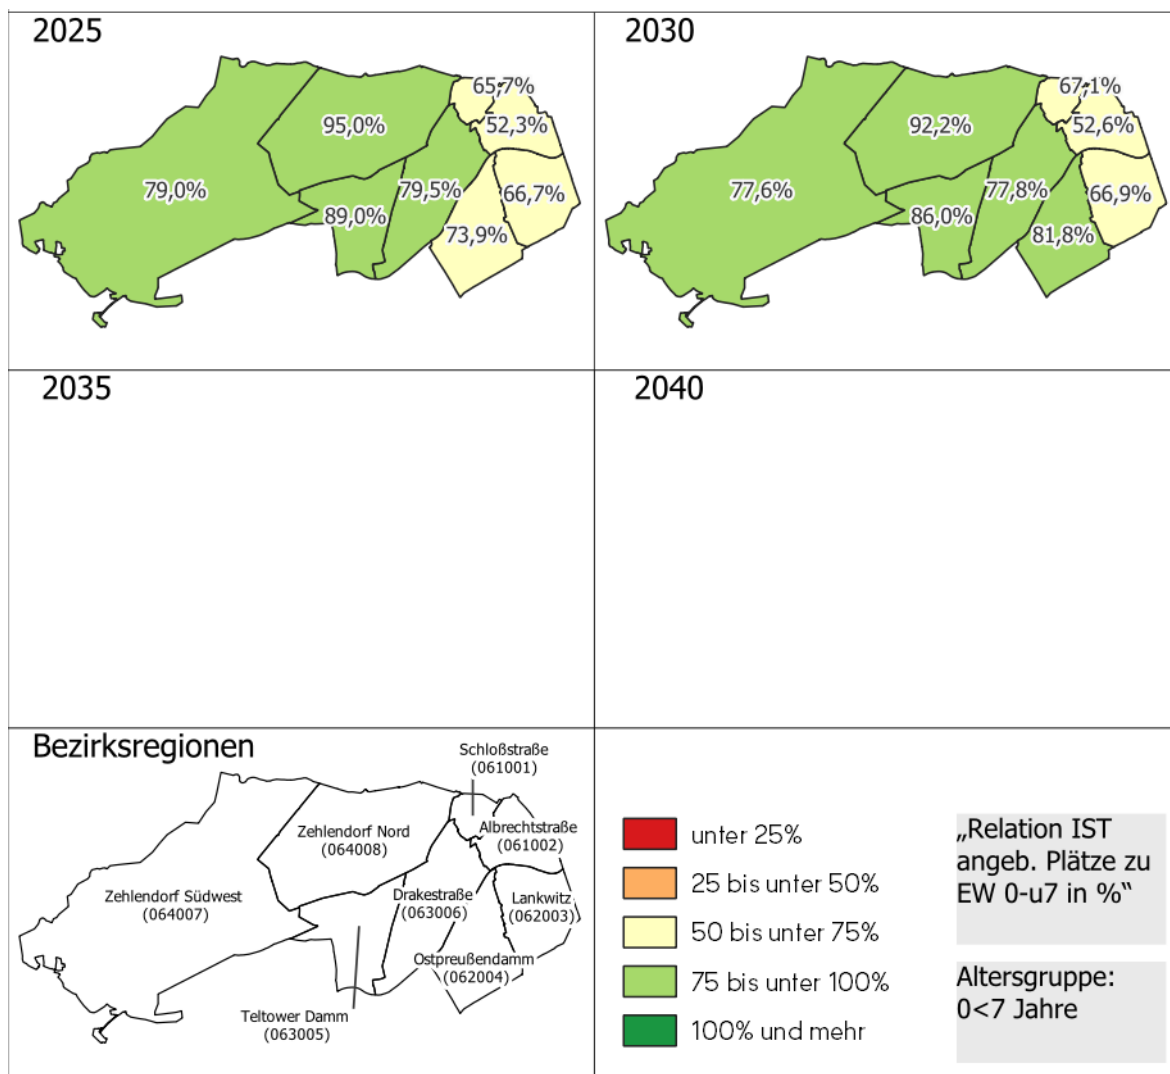 2025
65,7%
95,0%
52,3%
79,0%
79,5%
66,7%
89,0%
73,9%
2030
67,1%
92,2%
52,6%
77,6%
77,8%
66,9%
86,0%
81,8%
2035
2040
Bezirksregionen
Schloßstraße
(061001)
Zehlendorf Nord
(064008)
Albrechtstraße
(061002)
Zehlendorf Südwest
(064007)
Drakestraße
(063006)
Lankwitz
(062003)
Ostpreußendamm
(062004)
Teltower Damm
(063005)
unter 25%
25 bis unter 50%
50 bis unter 75%
75 bis unter 100%
100% und mehr
„Relation IST
angeb. Plätze zu
EW 0-u7 in %“
Altersgruppe:
0<7 Jahre